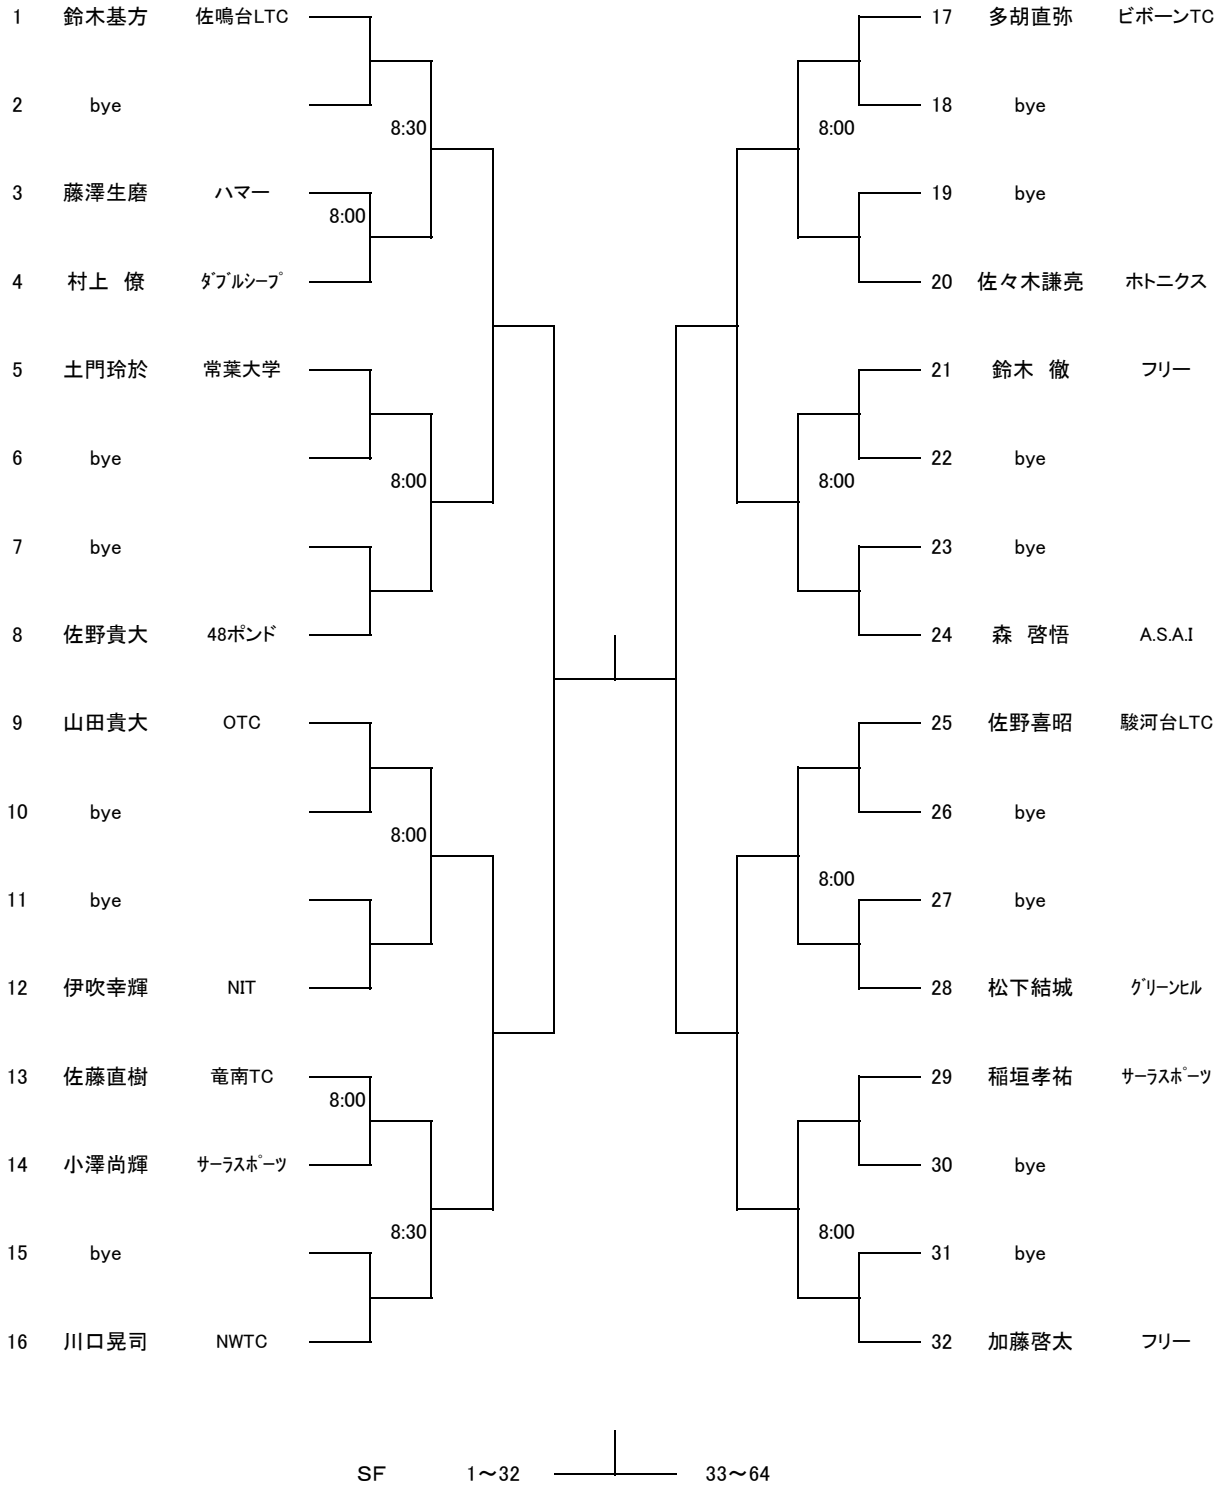 1 鈴木基方 佐鳴台LTC
2 bye
8:30
3 藤澤生磨 ハマー
8:00
4 村上 僚 ﾀﾞﾌﾞﾙシープ
5 土門玲於 常葉大学
6 bye
8:00
7 bye
8 佐野貴大 48ポンド
9 山田貴大 OTC
10 bye
8:00
11 bye
12 伊吹幸輝 NIT
13 佐藤直樹 竜南TC
8:00
14 小澤尚輝 ｻｰﾗｽﾎﾟｰﾂ
8:30
15 bye
16 川口晃司 NWTC
17 多胡直弥 ビボーンTC
18 bye
8:00
19 bye
20 佐々木謙亮 ホトニクス
21 鈴木 徹 フリー
22 bye
8:00
23 bye
24 森 啓悟 A.S.A.I
25 佐野喜昭 駿河台LTC
26 bye
8:00
27 bye
28 松下結城 ｸﾞﾘｰﾝﾋﾙ
29 稲垣孝祐 ｻｰﾗｽﾎﾟｰﾂ
30 bye
8:00
31 bye
32 加藤啓太 フリー
SF 1～32 33～64